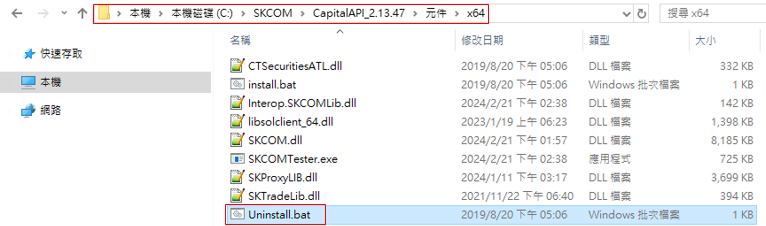 本機 > 本機磁碟 (C:) > SKCOM > CapitalAPI_2.13.47 > 元件 > x64 搜尋 x64
快速存取
本機
網路
名稱 修改日期 類型 大小
CTSecuritiesATL.dll 2019/8/20 下午 05:06 DLL 檔案 332 KB
install.bat 2019/8/20 下午 05:06 Windows 批次檔案 1 KB
Interop.SKCOMLib.dll 2024/2/21 下午 02:38 DLL 檔案 142 KB
libsolclient_64.dll 2023/1/19 上午 06:23 DLL 檔案 1,398 KB
SKCOM.dll 2024/2/21 下午 01:57 DLL 檔案 8,185 KB
SKCOMTester.exe 2024/2/21 下午 02:38 應用程式 725 KB
SKProxyLIB.dll 2024/1/11 下午 03:17 DLL 檔案 3,699 KB
SKTradeLib.dll 2021/11/22 下午 06:40 DLL 檔案 394 KB
Uninstall.bat 2019/8/20 下午 05:06 Windows 批次檔案 1 KB